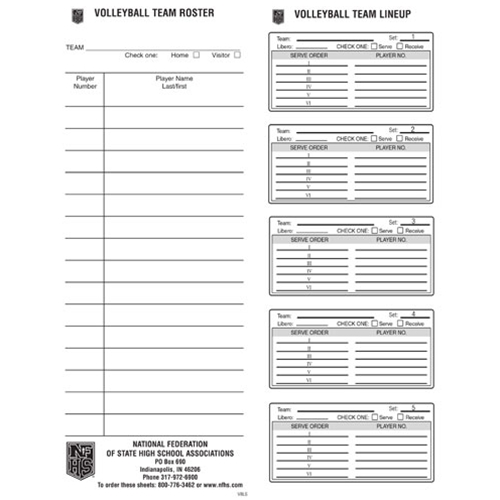 NFHS VOLLEYBALL TEAM ROSTER
TEAM
Check one: Home Visitor
Player Number Player Name Last/first
NFHS
NATIONAL FEDERATION
OF STATE HIGH SCHOOL ASSOCIATIONS
PO Box 690
Indianapolis, IN 46206
Phone 317-972-6900
To order these sheets: 800-776-3462 or www.nfhs.com
NFHS VOLLEYBALL TEAM LINEUP
Team: Set: 1
Libero: CHECK ONE: Serve Receive
SERVE ORDER PLAYER NO.
I
II
III
IV
V
VI
Team: Set: 2
Libero: CHECK ONE: Serve Receive
SERVE ORDER PLAYER NO.
I
II
III
IV
V
VI
Team: Set: 3
Libero: CHECK ONE: Serve Receive
SERVE ORDER PLAYER NO.
I
II
III
IV
V
VI
Team: Set: 4
Libero: CHECK ONE: Serve Receive
SERVE ORDER PLAYER NO.
I
II
III
IV
V
VI
Team: Set: 5
Libero: CHECK ONE: Serve Receive
SERVE ORDER PLAYER NO.
I
II
III
IV
V
VI